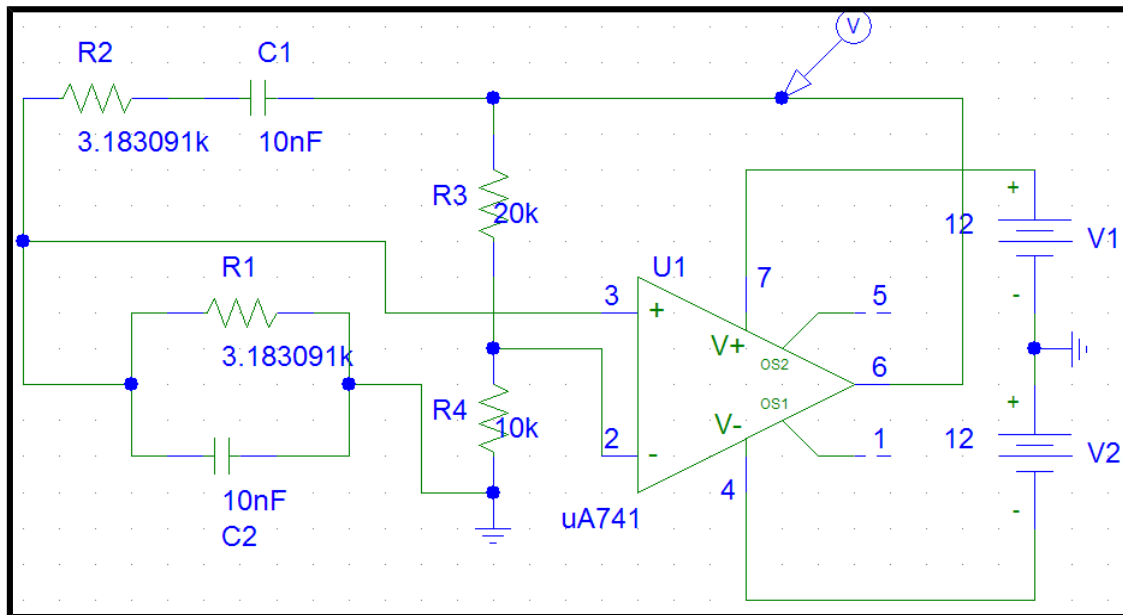 V
R2
C1
3.183091k
10nF
R3
20k
R1
3.183091k
U1
7
3
+
V+
OS2
5
6
+
12
V1
-
R4
10k
2
-
V-
OS1
1
4
+
12
V2
-
10nF
C2
uA741